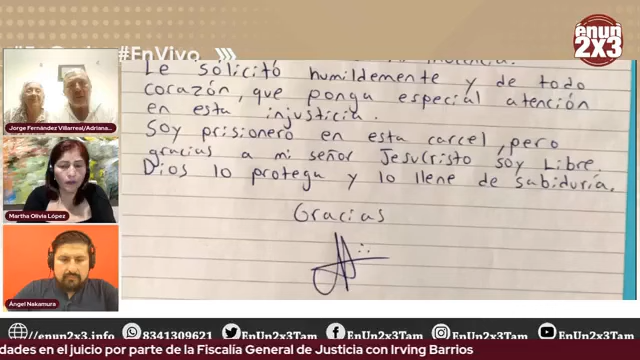 #EnVivo
énun
2X3
Le solicitó humildemente y de todo
corazón, que ponga especial atención
en esta injusticia.
Soy prisionero en esta carcel, pero
gracias a mi señor Jesucristo soy Libre.
Dios lo protega y lo llene de sabiduría.
Gracias
Jorge Fernández Villarreal/Adriana...
Martha Olivia López
Ángel Nakamura
//enun2x3.info
8341309621
EnUn2x3Tam
EnUn2x3Tam
EnUn2x3Tam
EnUn2x3Tam
dades en el juicio por parte de la Fiscalía General de Justicia con Irving Barrios